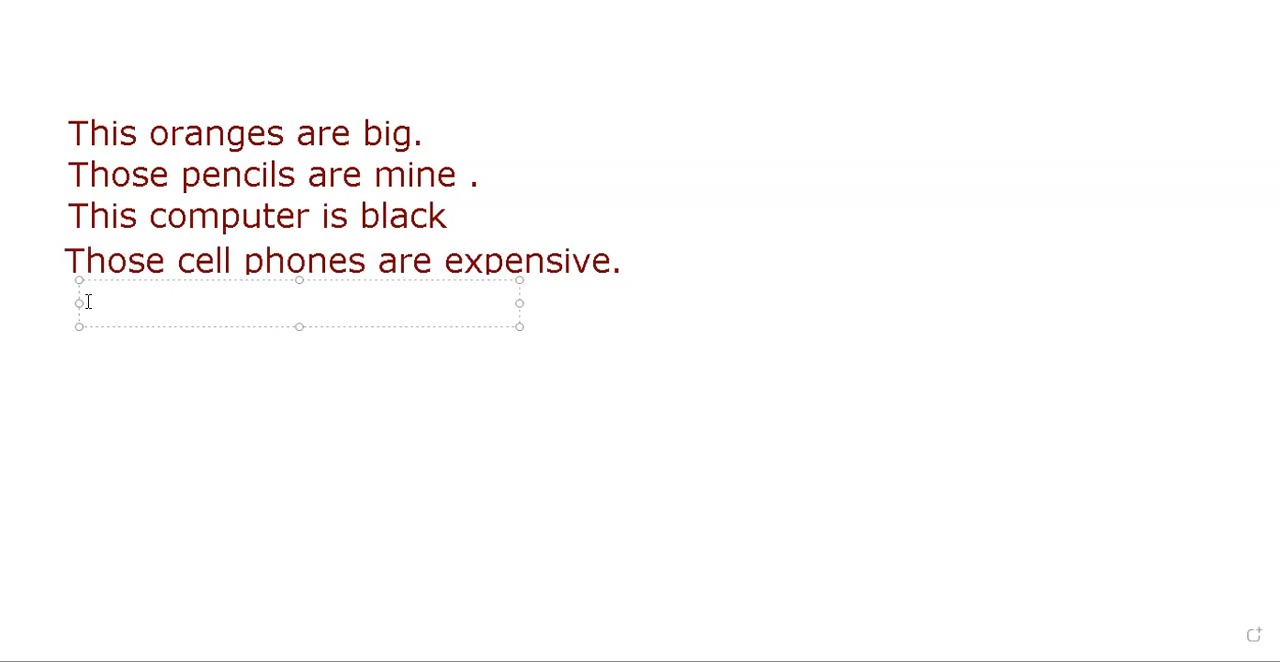 This oranges are big.
Those pencils are mine .
This computer is black
Those cell phones are expensive.